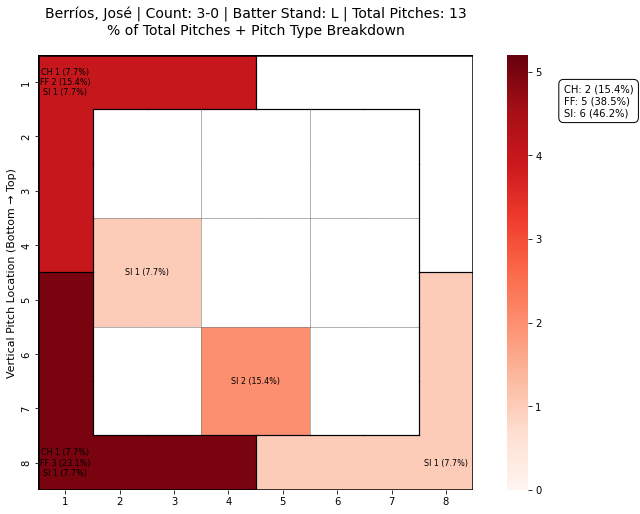 Berríos, José | Count: 3-0 | Batter Stand: L | Total Pitches: 13
% of Total Pitches + Pitch Type Breakdown
CH 1 (7.7%)
FF 2 (15.4%)
SI 1 (7.7%)
SI 1 (7.7%)
SI 2 (15.4%)
CH 1 (7.7%)
FF 3 (23.1%)
SI 1 (7.7%)
SI 1 (7.7%)
Vertical Pitch Location (Bottom → Top)
1
2
3
4
5
6
7
8
1 2 3 4 5 6 7 8
5
4
3
2
1
0
CH: 2 (15.4%)
FF: 5 (38.5%)
SI: 6 (46.2%)